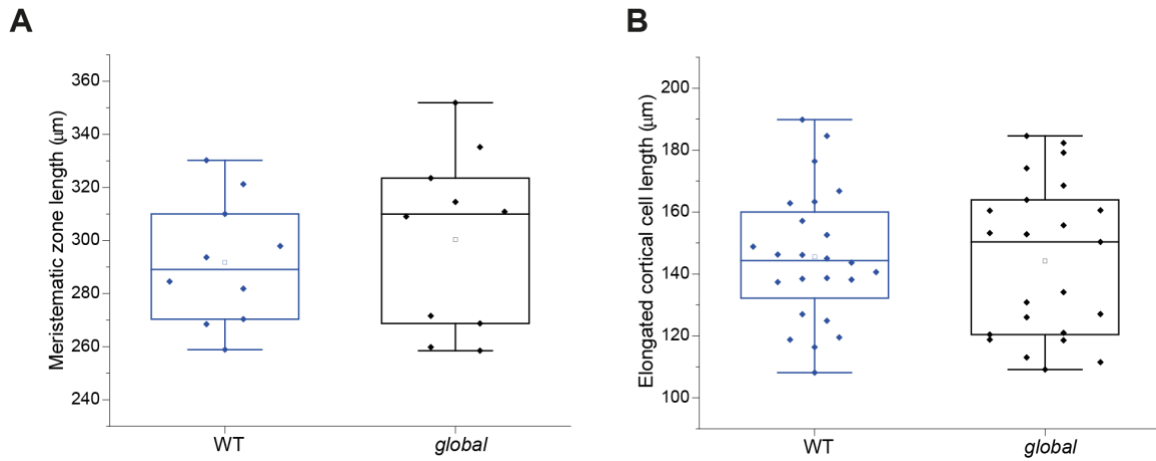 A
Meristematic zone length (μm)
360
340
320
300
280
260
240
WT
global
B
Elongated cortical cell length (μm)
200
180
160
140
120
100
WT
global